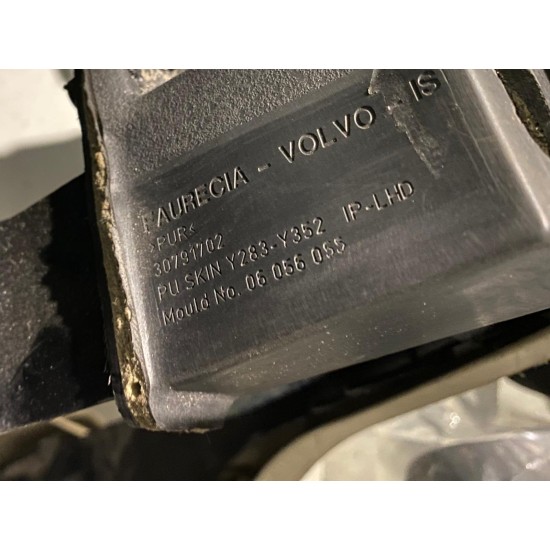 FAURECIA - VOLVO - IS
>PUR<
30791702
PU SKIN Y283-Y352 IP-LHD
Mould No. 06 056 055